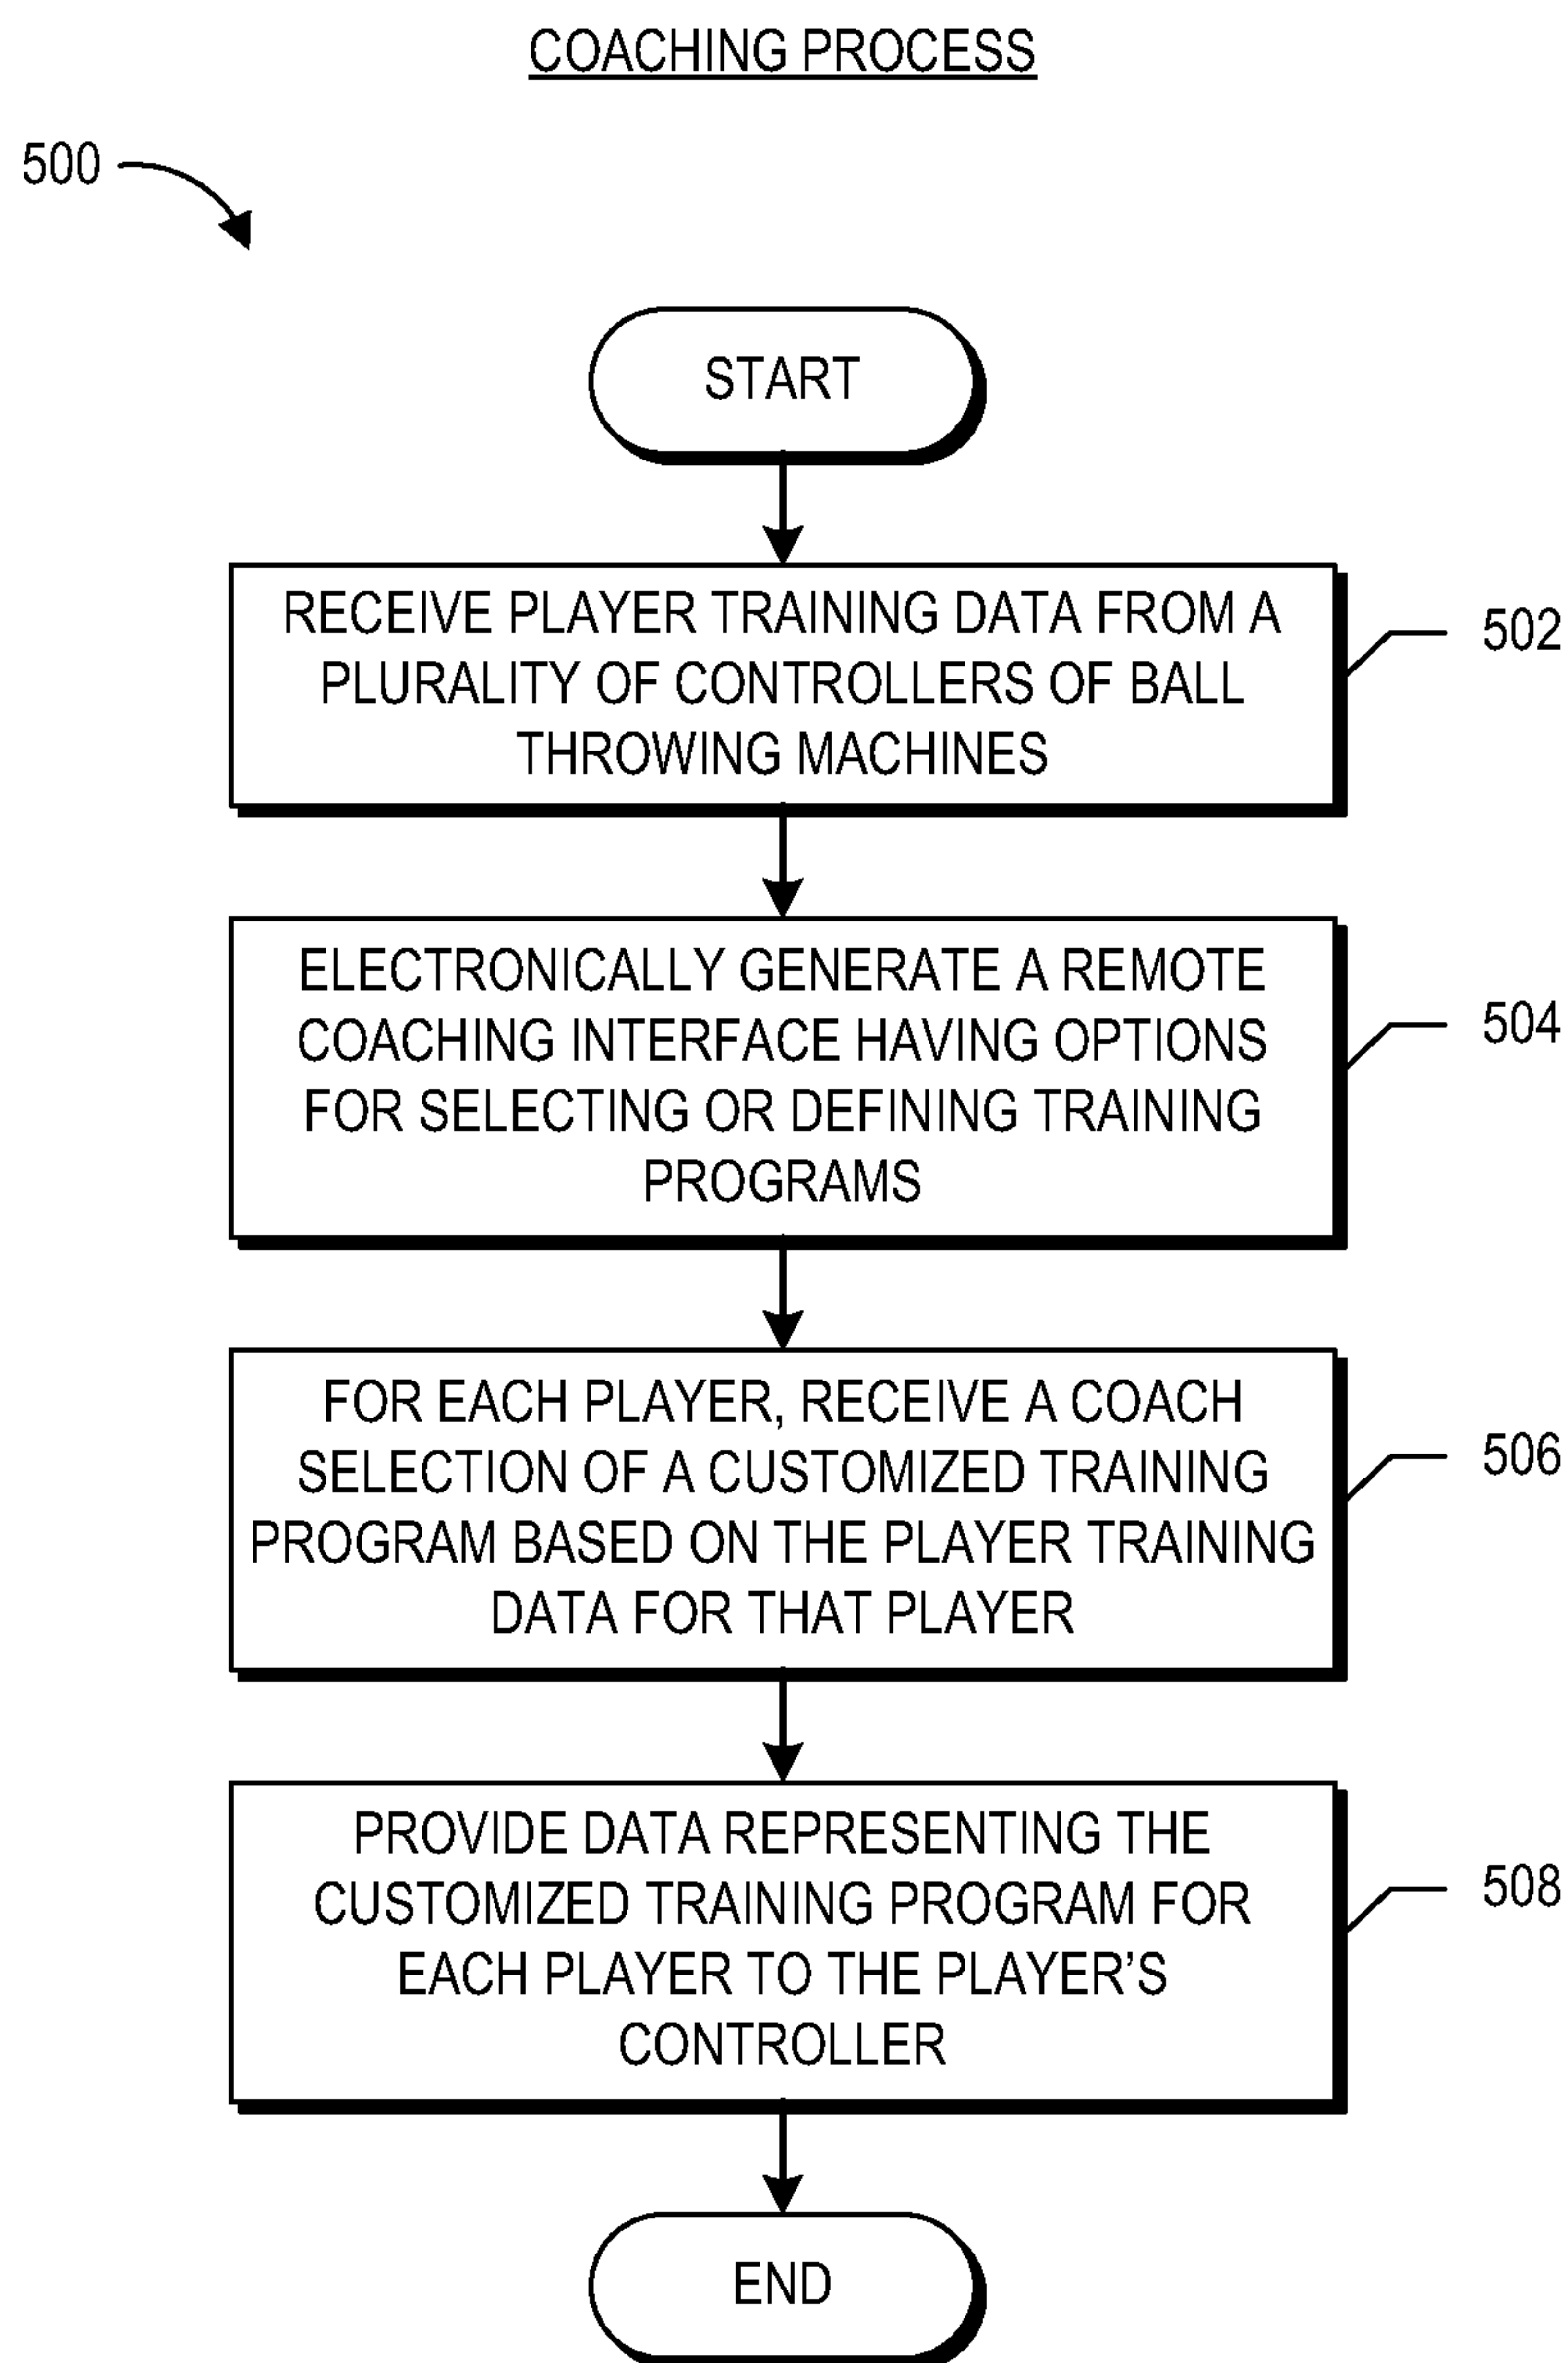 COACHING PROCESS
500
START
RECEIVE PLAYER TRAINING DATA FROM A
PLURALITY OF CONTROLLERS OF BALL
THROWING MACHINES
502
ELECTRONICALLY GENERATE A REMOTE
COACHING INTERFACE HAVING OPTIONS
FOR SELECTING OR DEFINING TRAINING
PROGRAMS
504
FOR EACH PLAYER, RECEIVE A COACH
SELECTION OF A CUSTOMIZED TRAINING
PROGRAM BASED ON THE PLAYER TRAINING
DATA FOR THAT PLAYER
506
PROVIDE DATA REPRESENTING THE
CUSTOMIZED TRAINING PROGRAM FOR
EACH PLAYER TO THE PLAYER’S
CONTROLLER
508
END